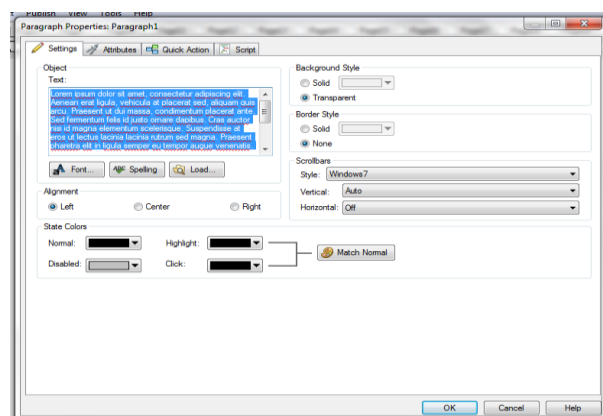 Publish View Tools Help
Paragraph Properties: Paragraph1
Settings Attributes Quick Action Script
Object
Text:
Lorem ipsum dolor sit amet, consectetur adipiscing elit.
Aenean erat ligula, vehicula at placerat sed, aliquam quis
arcu. Praesent ut dui massa, condimentum placerat ante.
Sed fermentum felis id justo ornare dapibus. Cras auctor
nisi id magna elementum scelerisque. Suspendisse at
eros ut lectus lacinia lacinia rutrum sed magna. Praesent
pharetra elit in ligula semper eu tempor augue venenatis.
Font... Spelling Load...
Alignment
Left Center Right
Background Style
Solid
Transparent
Border Style
Solid
None
Scrollbars
Style: Windows7
Vertical: Auto
Horizontal: Off
State Colors
Normal: Highlight:
Disabled: Click:
Match Normal
OK Cancel Help